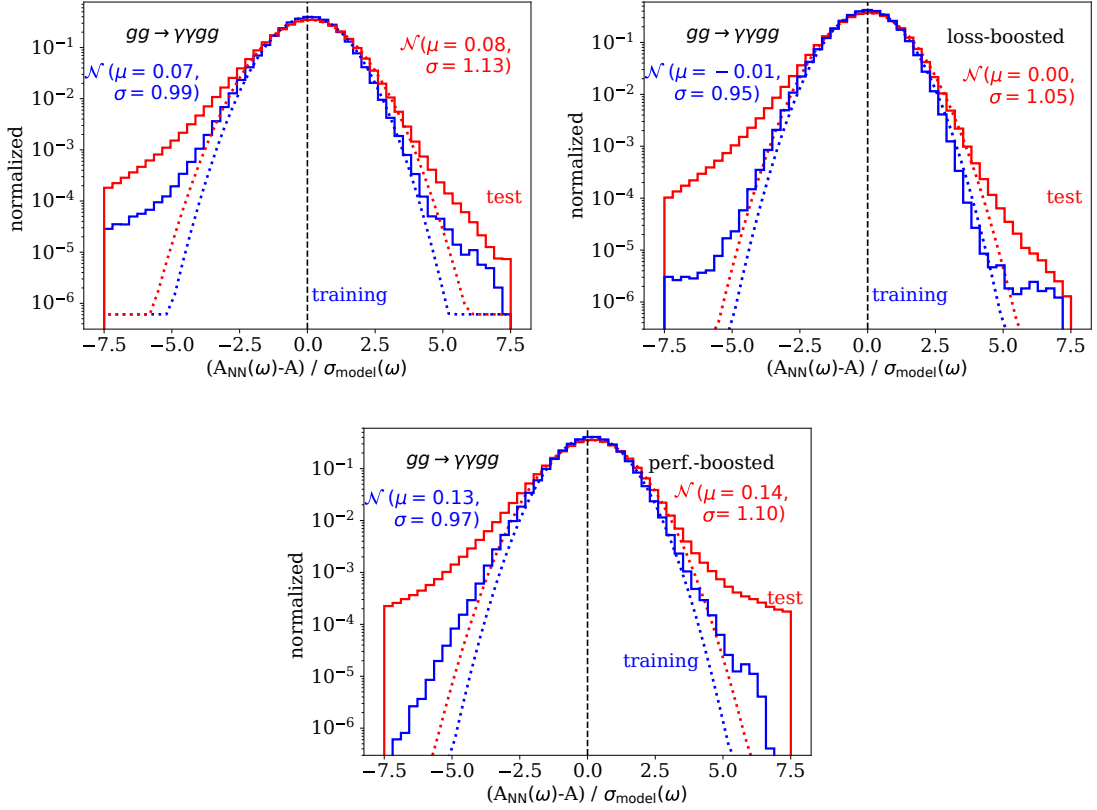 gg → γγgg
𝒩(μ = 0.07,
σ = 0.99)
𝒩(μ = 0.08,
σ = 1.13)
test
training
normalized
10⁻¹
10⁻²
10⁻³
10⁻⁴
10⁻⁵
10⁻⁶
−7.5 −5.0 −2.5 0.0 2.5 5.0 7.5
(A_NN(ω)-A) / σ_model(ω)
gg → γγgg
loss-boosted
𝒩(μ = −0.01,
σ = 0.95)
𝒩(μ = 0.00,
σ = 1.05)
test
training
normalized
10⁻¹
10⁻²
10⁻³
10⁻⁴
10⁻⁵
10⁻⁶
−7.5 −5.0 −2.5 0.0 2.5 5.0 7.5
(A_NN(ω)-A) / σ_model(ω)
gg → γγgg
perf.-boosted
𝒩(μ = 0.13,
σ = 0.97)
𝒩(μ = 0.14,
σ = 1.10)
test
training
normalized
10⁻¹
10⁻²
10⁻³
10⁻⁴
10⁻⁵
10⁻⁶
−7.5 −5.0 −2.5 0.0 2.5 5.0 7.5
(A_NN(ω)-A) / σ_model(ω)